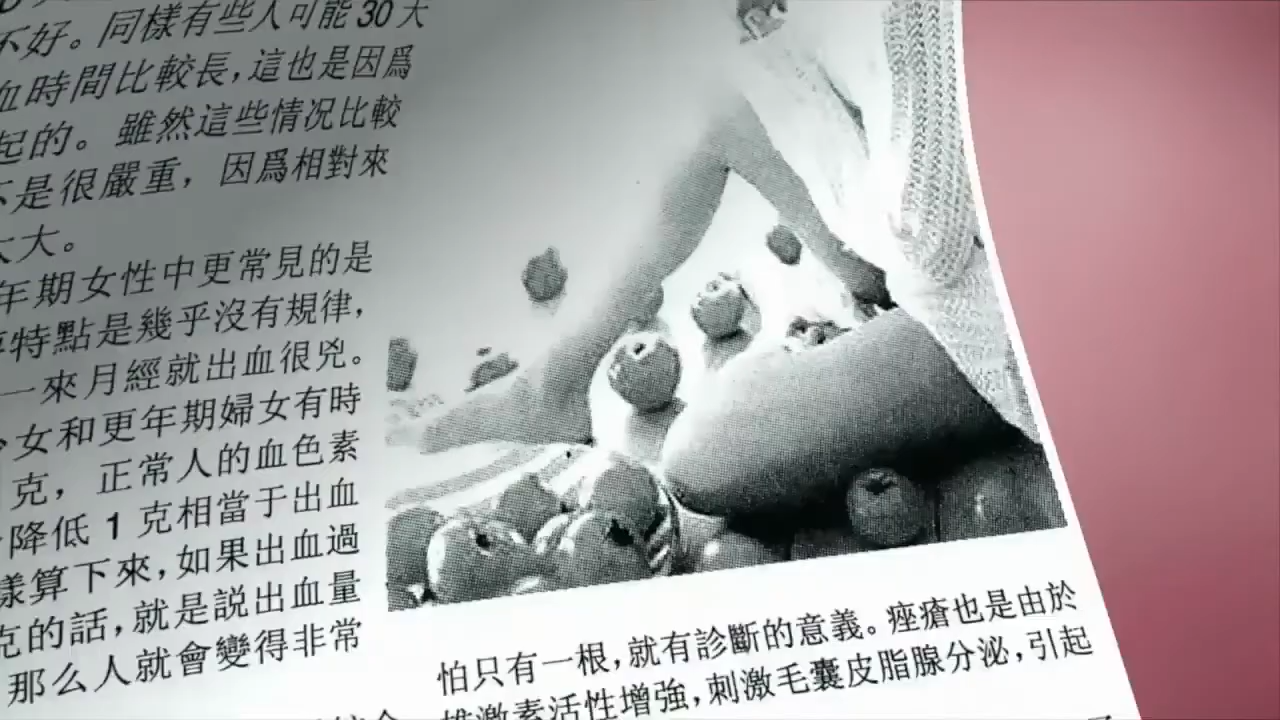 不好。同樣有些人可能30大
血時間比較長，這也是因爲
起的。雖然這些情况比較
不是很嚴重，因爲相對來
大。
年期女性中更常見的是
特點是幾乎沒有規律，
一來月經就出血很兇。
女和更年期婦女有時
克，正常人的血色素
降低1克相當于出血
樣算下來，如果出血過
克的話，就是説出血量
那么人就會變得非常
怕只有一根，就有診斷的意義。痤瘡也是由於
雄激素活性增強，刺激毛囊皮脂腺分泌，引起